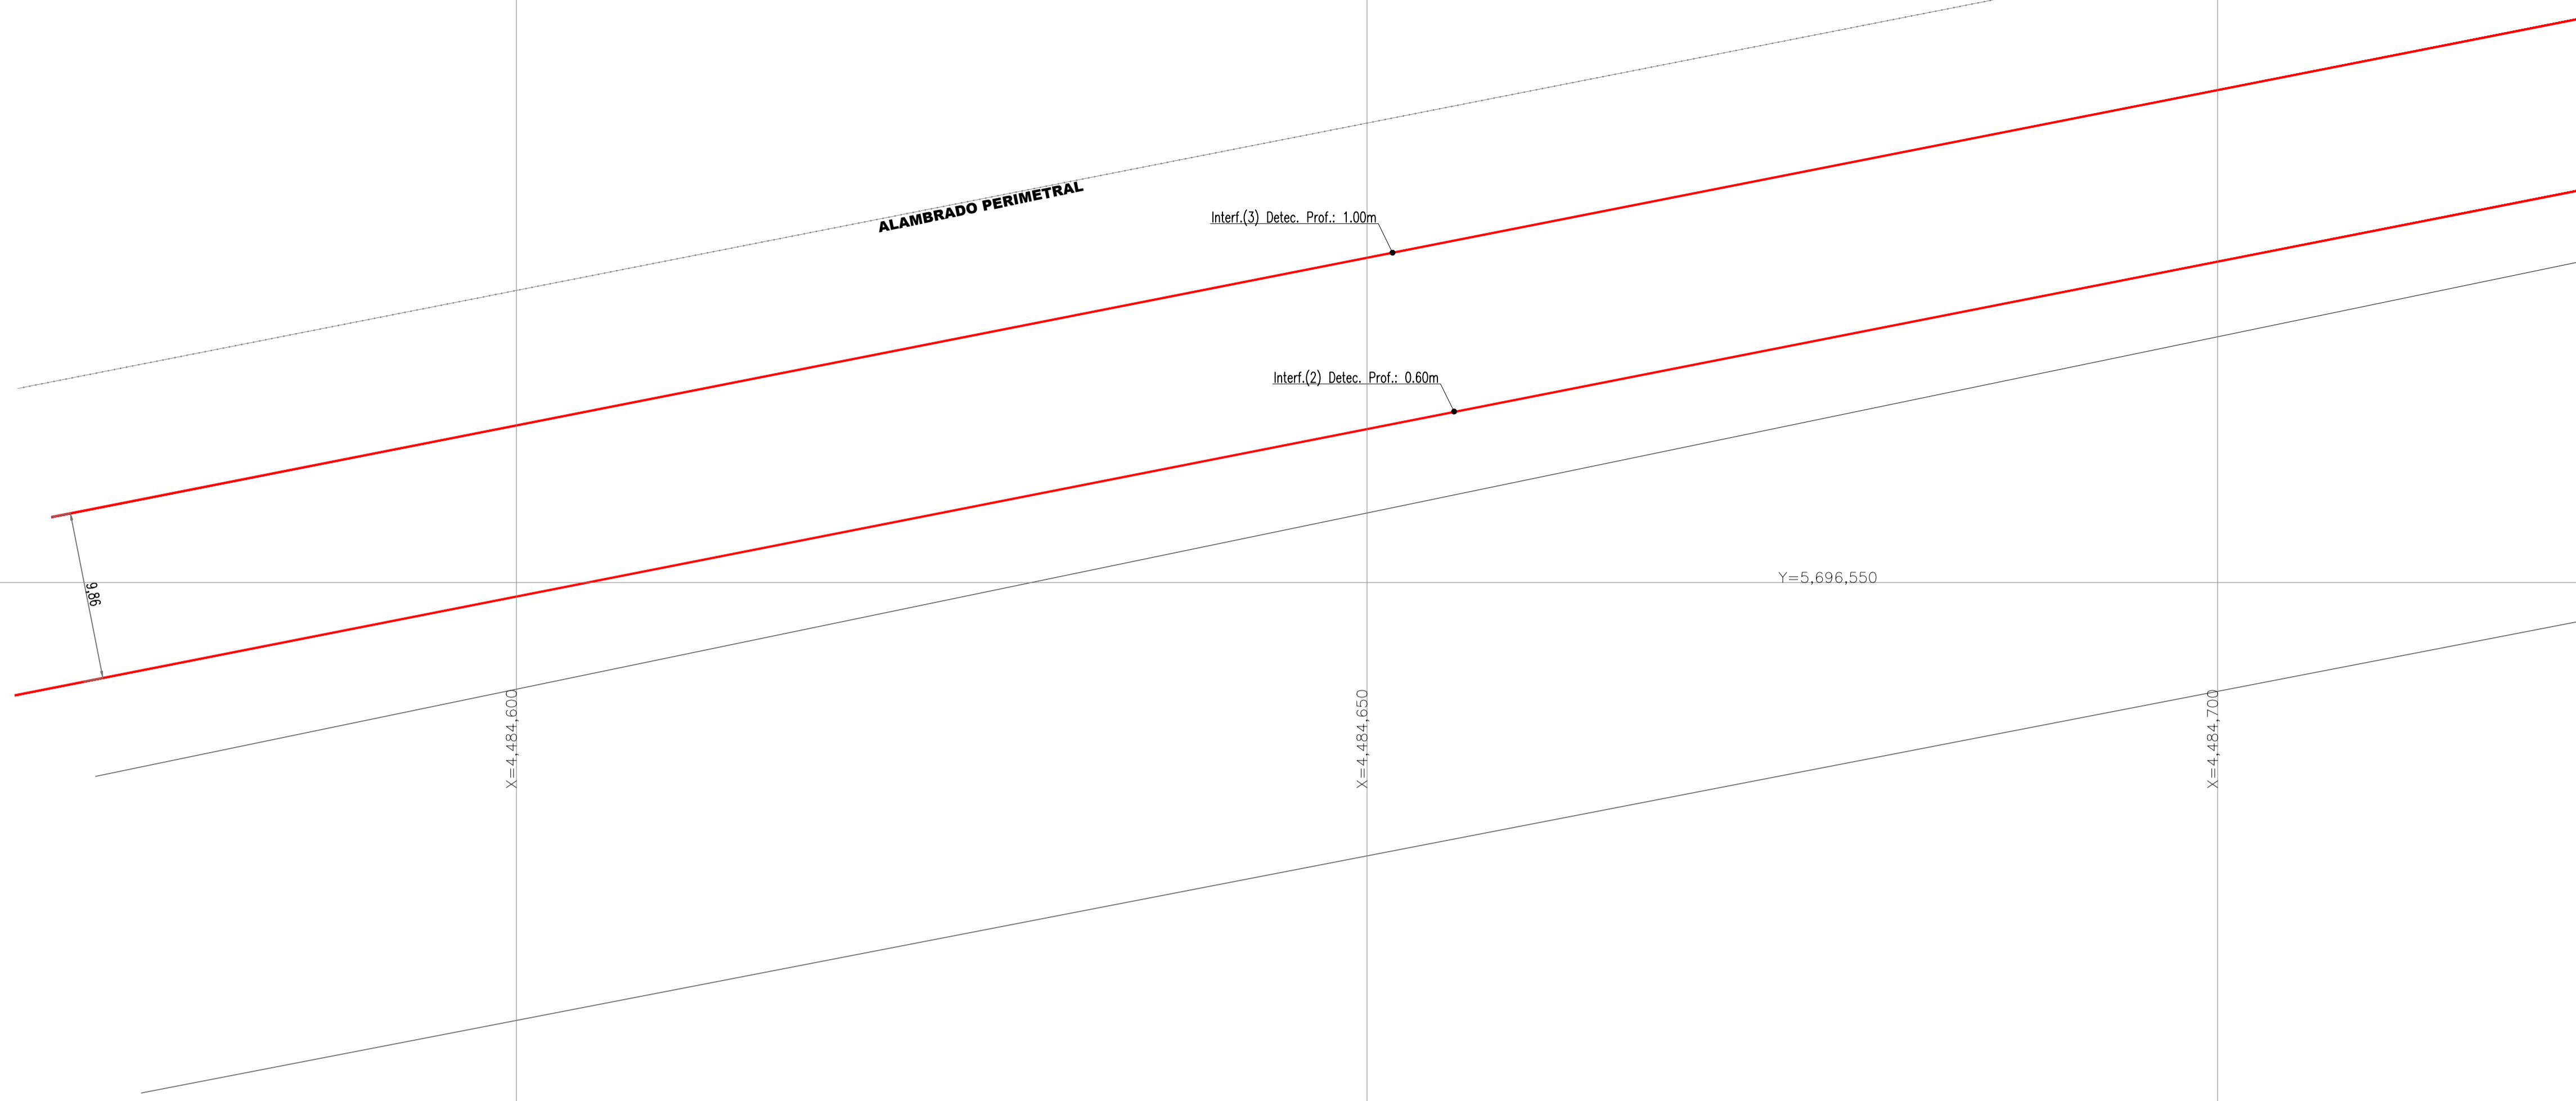 ALAMBRADO PERIMETRAL
Interf.(3) Detec. Prof.: 1.00m
Interf.(2) Detec. Prof.: 0.60m
Y=5,696,550
9,86
X=4,484,600
X=4,484,650
X=4,484,700